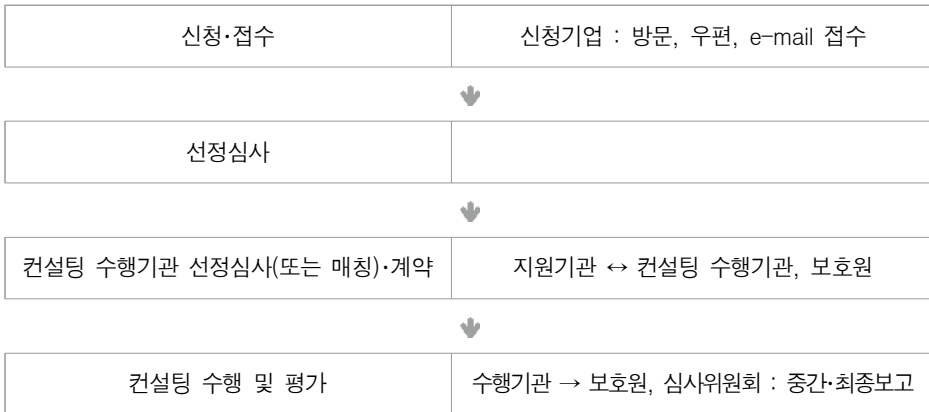 신청·접수
신청기업 : 방문, 우편, e-mail 접수
선정심사
컨설팅 수행기관 선정심사(또는 매칭)·계약
지원기관 ↔ 컨설팅 수행기관, 보호원
컨설팅 수행 및 평가
수행기관 → 보호원, 심사위원회 : 중간·최종보고